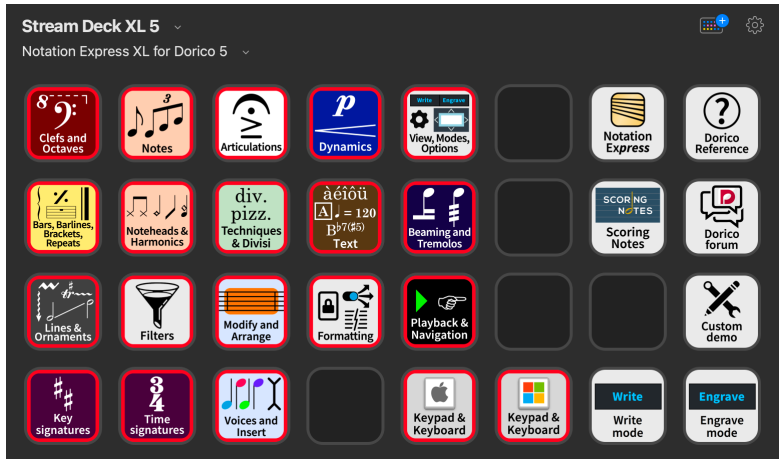 Stream Deck XL 5
Notation Express XL for Dorico 5
8
Clefs and
Octaves
3
Notes
Articulations
p
Dynamics
Write Engrave
View, Modes,
Options
Notation
Express
?
Dorico
Reference
Bars, Barlines,
Brackets,
Repeats
Noteheads &
Harmonics
div.
pizz.
Techniques
& Divisi
àéîôü
A ♩ = 120
B♭7(♯5)
Text
Beaming and
Tremolos
SCORING
NOTES
Scoring
Notes
Dorico
forum
tr
Lines &
Ornaments
Filters
Modify and
Arrange
Formatting
Playback &
Navigation
Custom
demo
Key
signatures
3
4
Time
signatures
Voices and
Insert
Keypad &
Keyboard
Keypad &
Keyboard
Write
Write
mode
Engrave
Engrave
mode